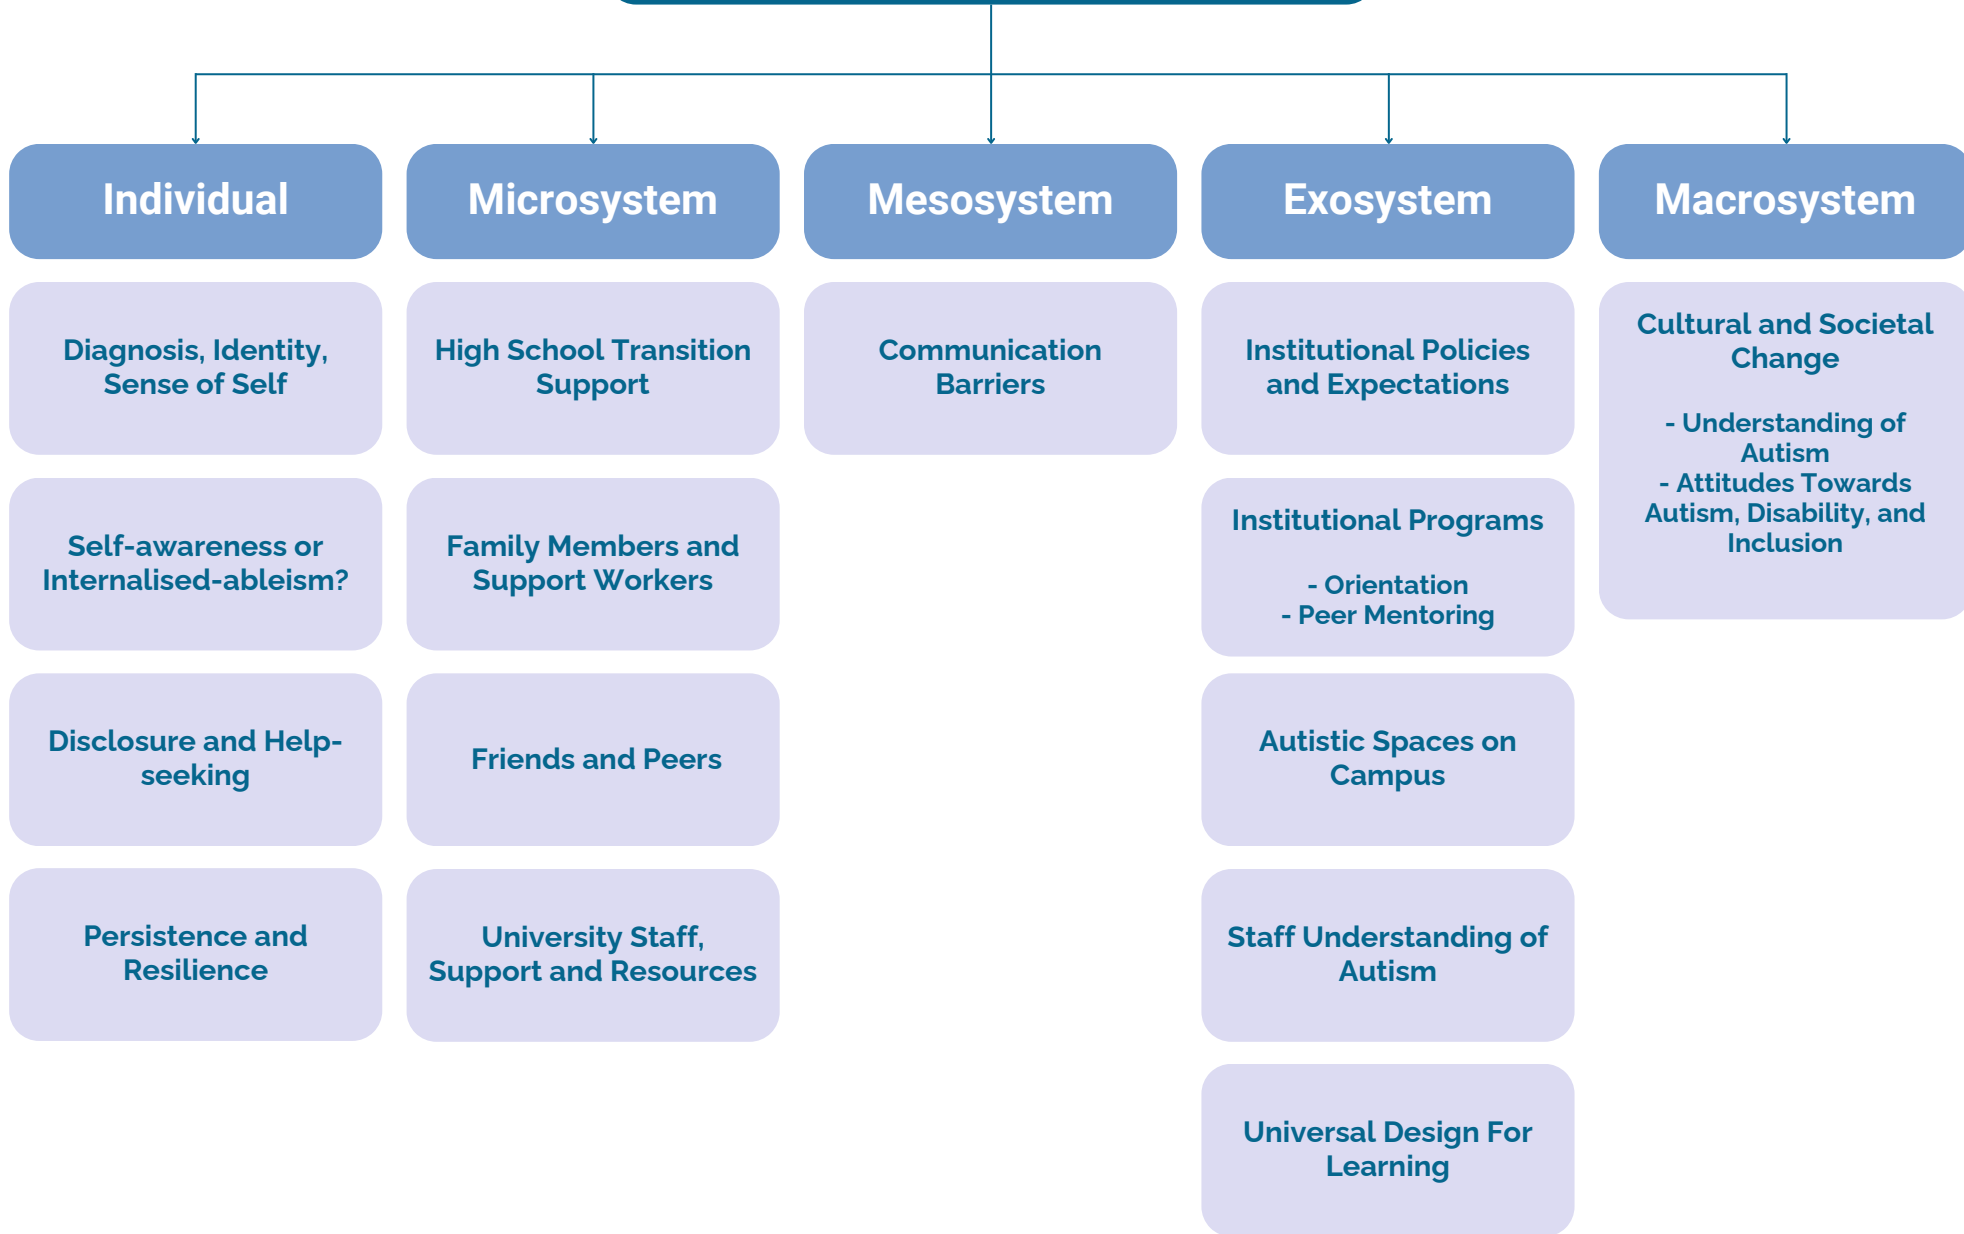 Individual
Microsystem
Mesosystem
Exosystem
Macrosystem
Diagnosis, Identity,
Sense of Self
Self-awareness or
Internalised-ableism?
Disclosure and Help-
seeking
Persistence and
Resilience
High School Transition
Support
Family Members and
Support Workers
Friends and Peers
University Staff,
Support and Resources
Communication
Barriers
Institutional Policies
and Expectations
Institutional Programs
- Orientation
- Peer Mentoring
Autistic Spaces on
Campus
Staff Understanding of
Autism
Universal Design For
Learning
Cultural and Societal
Change
- Understanding of
Autism
- Attitudes Towards
Autism, Disability, and
Inclusion